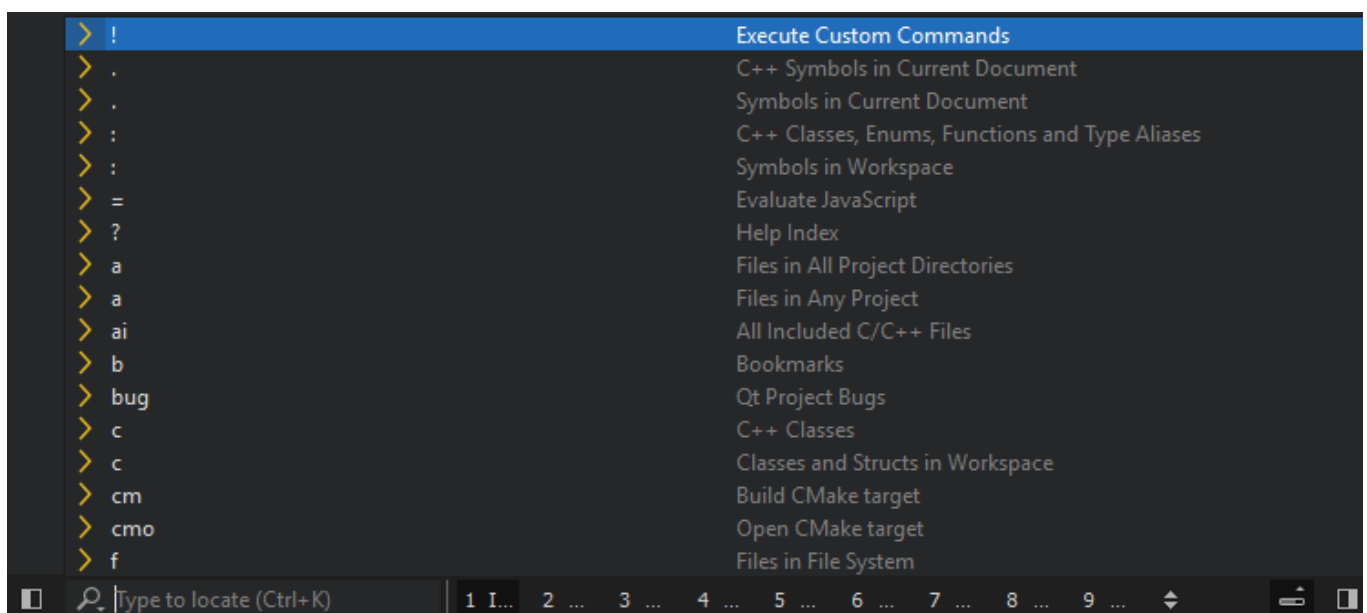 ! Execute Custom Commands
. C++ Symbols in Current Document
. Symbols in Current Document
: C++ Classes, Enums, Functions and Type Aliases
: Symbols in Workspace
= Evaluate JavaScript
? Help Index
a Files in All Project Directories
a Files in Any Project
ai All Included C/C++ Files
b Bookmarks
bug Qt Project Bugs
c C++ Classes
c Classes and Structs in Workspace
cm Build CMake target
cmo Open CMake target
f Files in File System
Type to locate (Ctrl+K) 1 I... 2 ... 3 ... 4 ... 5 ... 6 ... 7 ... 8 ... 9 ...